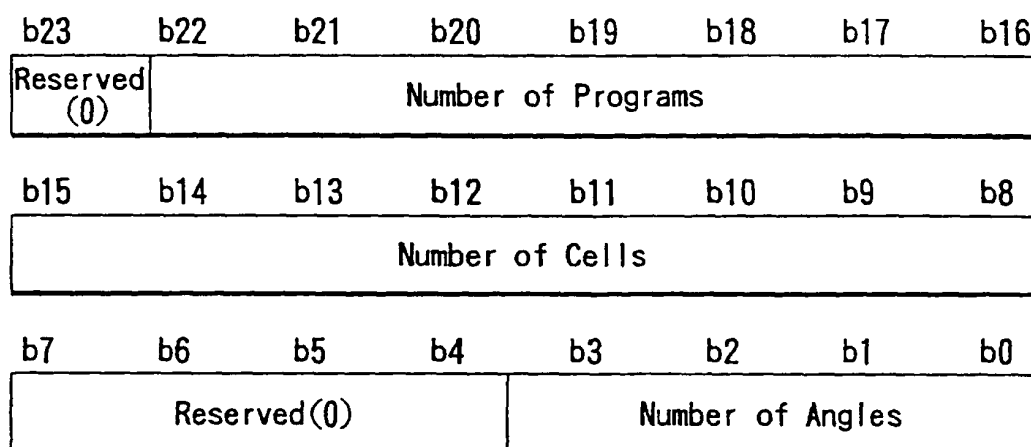 b23 b22 b21 b20 b19 b18 b17 b16
Reserved
(0)
Number of Programs
b15 b14 b13 b12 b11 b10 b9 b8
Number of Cells
b7 b6 b5 b4 b3 b2 b1 b0
Reserved(0) Number of Angles